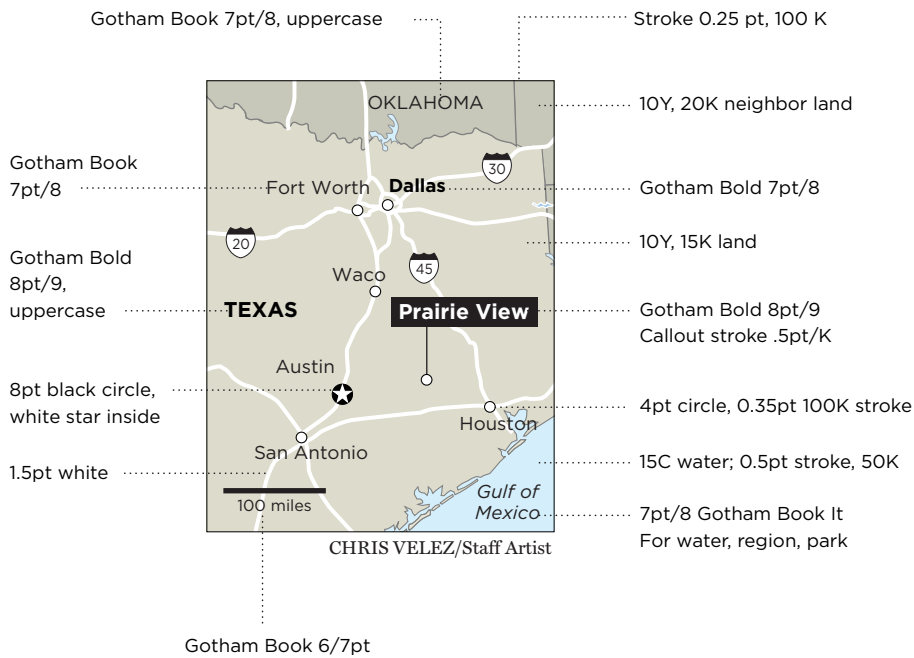 Gotham Book 7pt/8, uppercase
Stroke 0.25 pt, 100 K
OKLAHOMA
10Y, 20K neighbor land
Gotham Book
7pt/8
30
Fort Worth
Dallas
Gotham Bold 7pt/8
20
10Y, 15K land
Gotham Bold
8pt/9,
uppercase
45
Waco
TEXAS
Prairie View
Gotham Bold 8pt/9
Callout stroke .5pt/K
Austin
8pt black circle,
white star inside
4pt circle, 0.35pt 100K stroke
Houston
San Antonio
1.5pt white
15C water; 0.5pt stroke, 50K
100 miles
Gulf of
Mexico
7pt/8 Gotham Book It
For water, region, park
CHRIS VELEZ/Staff Artist
Gotham Book 6/7pt